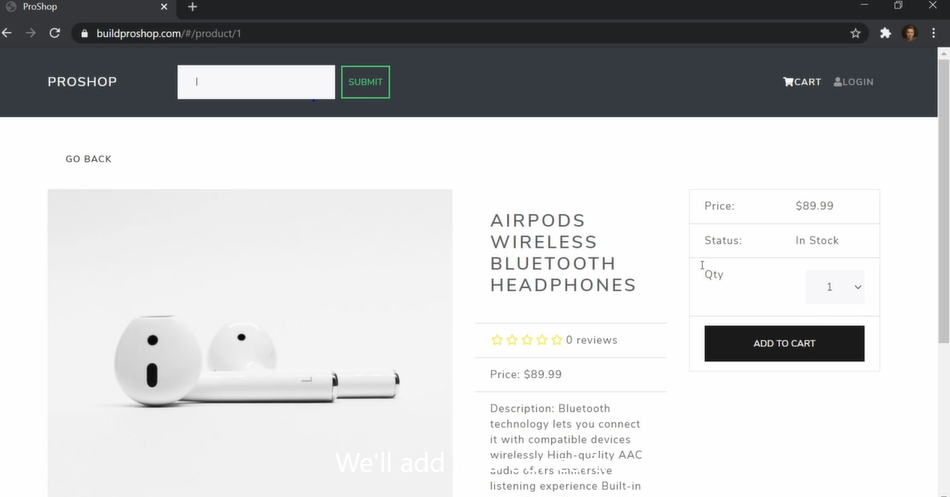 ProShop
buildproshop.com/#/product/1
PROSHOP
SUBMIT
CART
LOGIN
GO BACK
AIRPODS
WIRELESS
BLUETOOTH
HEADPHONES
0 reviews
Price: $89.99
Description: Bluetooth
technology lets you connect
it with compatible devices
wirelessly High-quality AAC
audio offers immersive
listening experience Built-in
Price: $89.99
Status: In Stock
Qty 1
ADD TO CART
We'll add